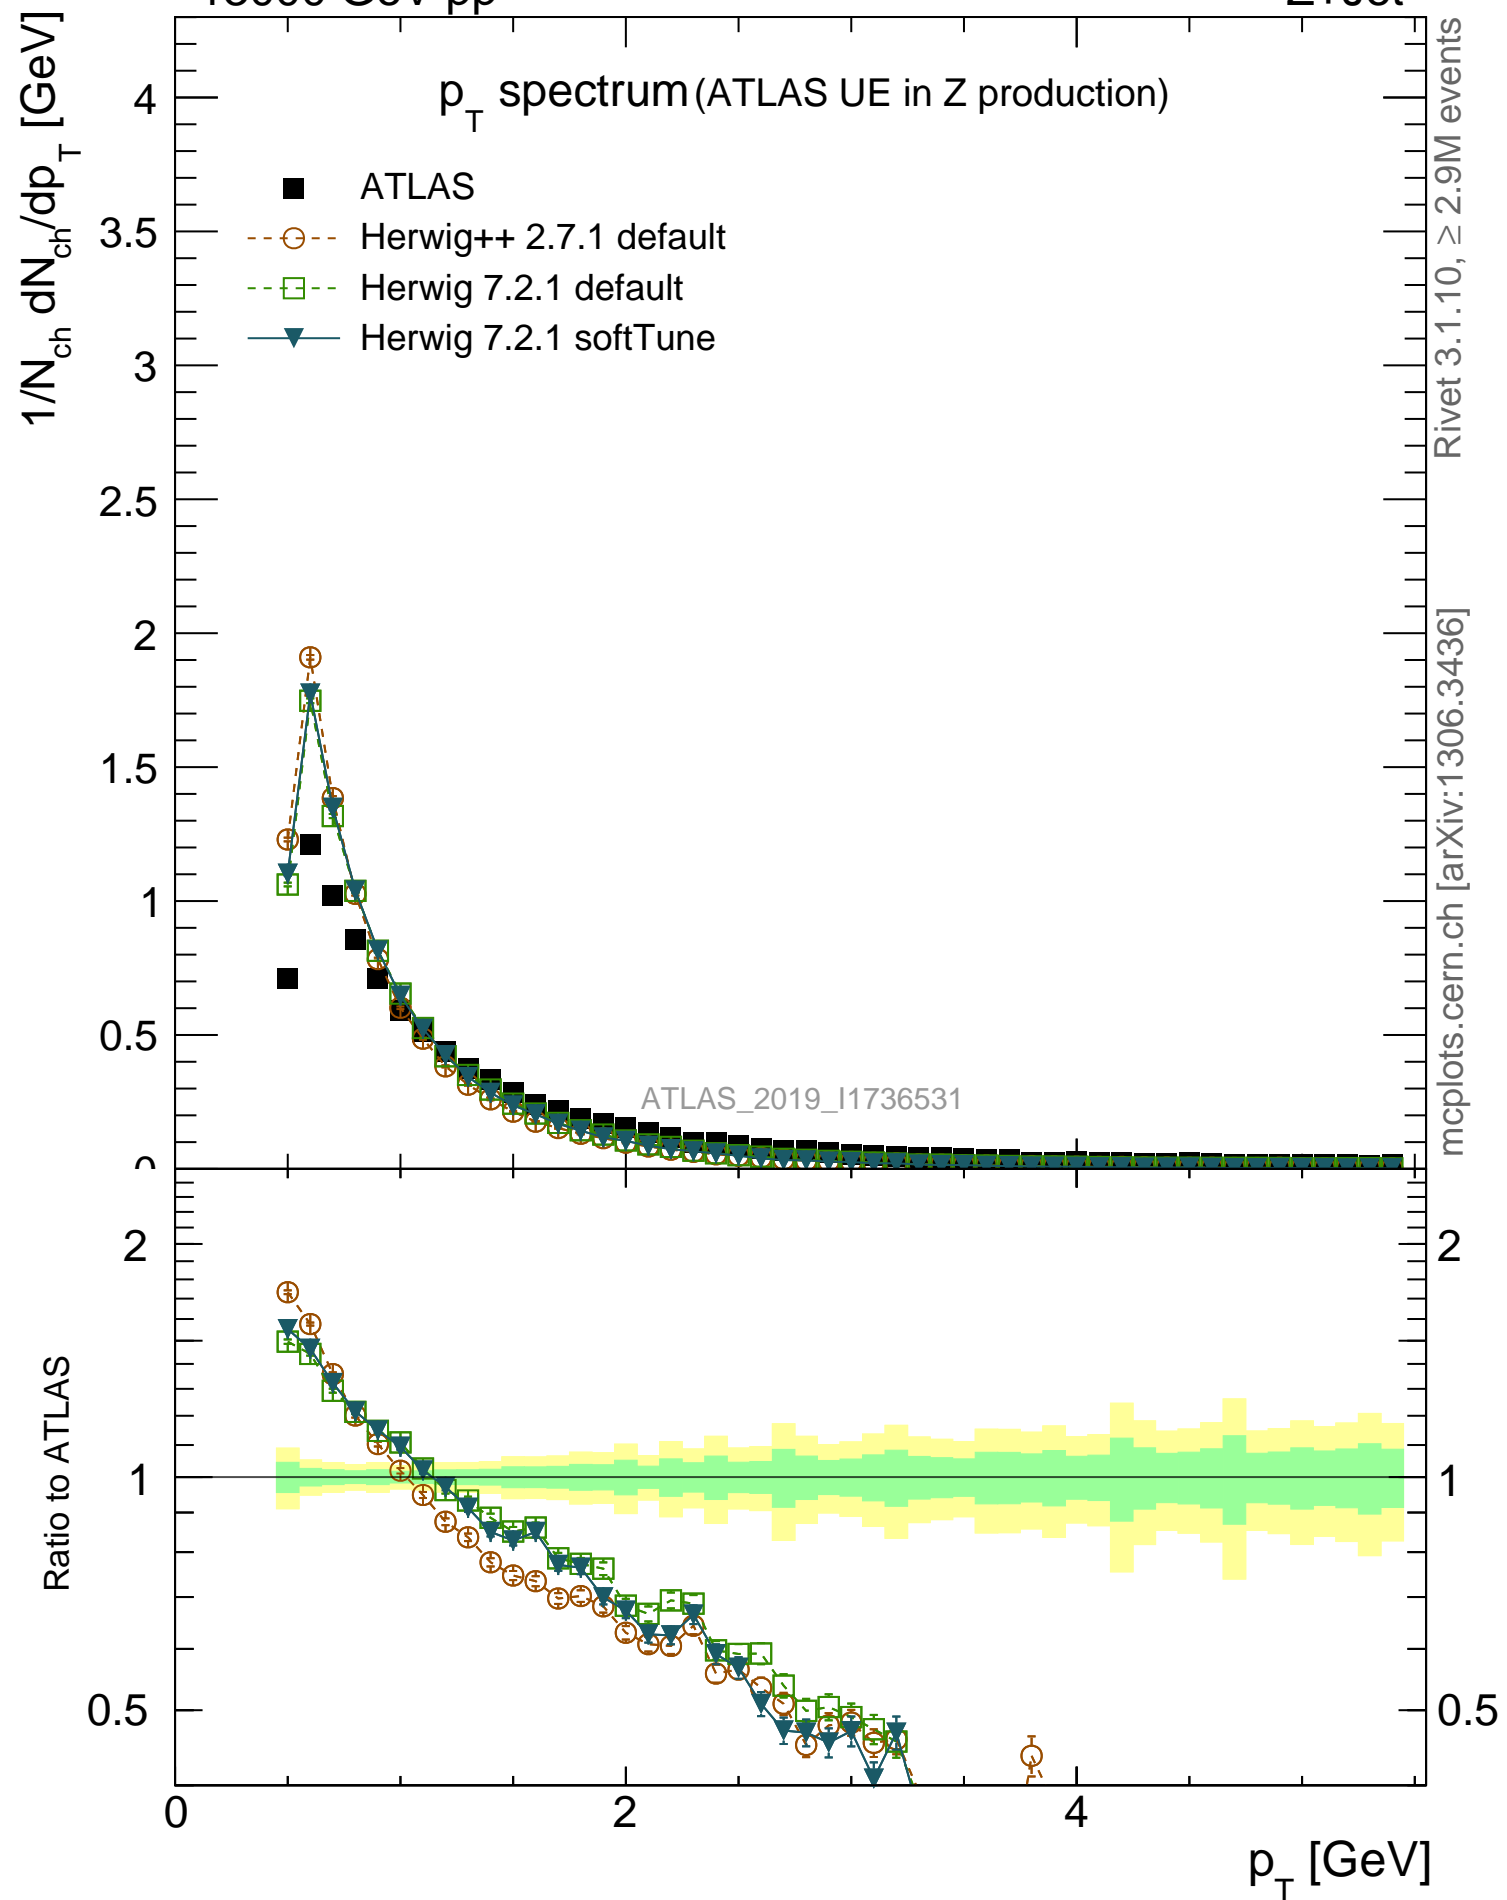 p_T spectrum (ATLAS UE in Z production)
1/N_ch dN_ch/dp_T [GeV]
ATLAS
Herwig++ 2.7.1 default
Herwig 7.2.1 default
Herwig 7.2.1 softTune
4
3.5
3
2.5
2
1.5
1
0.5
0
ATLAS_2019_I1736531
Rivet 3.1.10, ≥ 2.9M events
mcplots.cern.ch [arXiv:1306.3436]
Ratio to ATLAS
2
1
0.5
2
1
0.5
0
2
4
p_T [GeV]